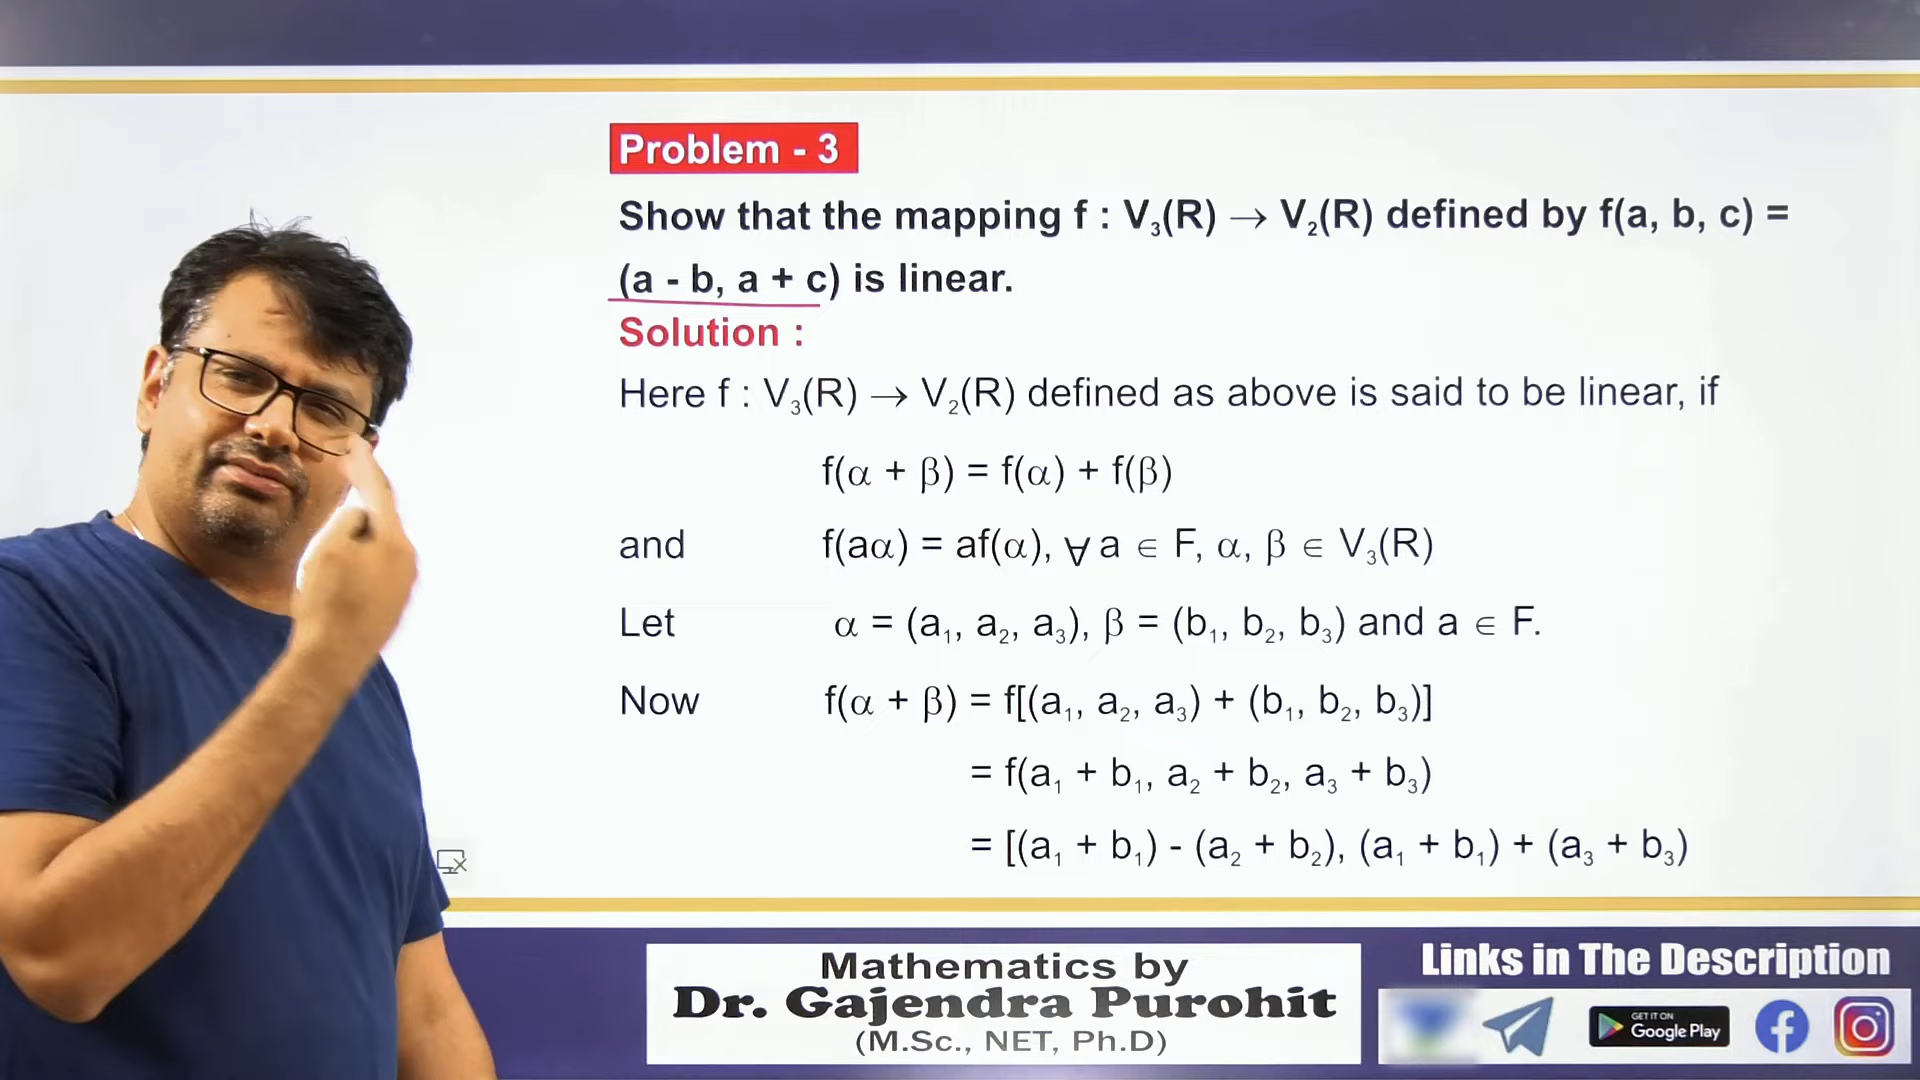 Problem - 3
Show that the mapping f : V₃(R) → V₂(R) defined by f(a, b, c) =
(a - b, a + c) is linear.
Solution :
Here f : V₃(R) → V₂(R) defined as above is said to be linear, if
f(α + β) = f(α) + f(β)
and f(aα) = af(α), ∀ a ∈ F, α, β ∈ V₃(R)
Let α = (a₁, a₂, a₃), β = (b₁, b₂, b₃) and a ∈ F.
Now f(α + β) = f[(a₁, a₂, a₃) + (b₁, b₂, b₃)]
= f(a₁ + b₁, a₂ + b₂, a₃ + b₃)
= [(a₁ + b₁) - (a₂ + b₂), (a₁ + b₁) + (a₃ + b₃)
Mathematics by
Dr. Gajendra Purohit
(M.Sc., NET, Ph.D)
Links in The Description
GET IT ON
Google Play